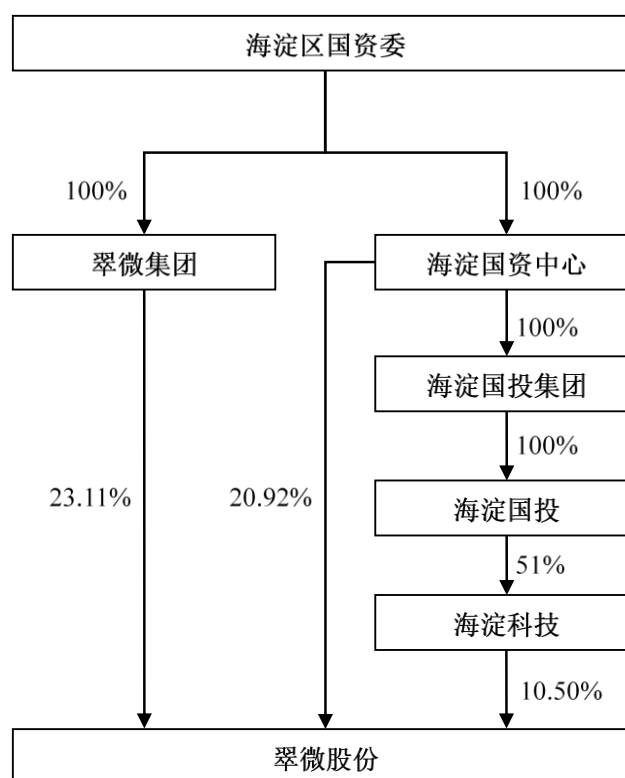 海淀区国资委
100%
100%
翠微集团
海淀国资中心
100%
海淀国投集团
100%
23.11%
20.92%
海淀国投
51%
海淀科技
10.50%
翠微股份